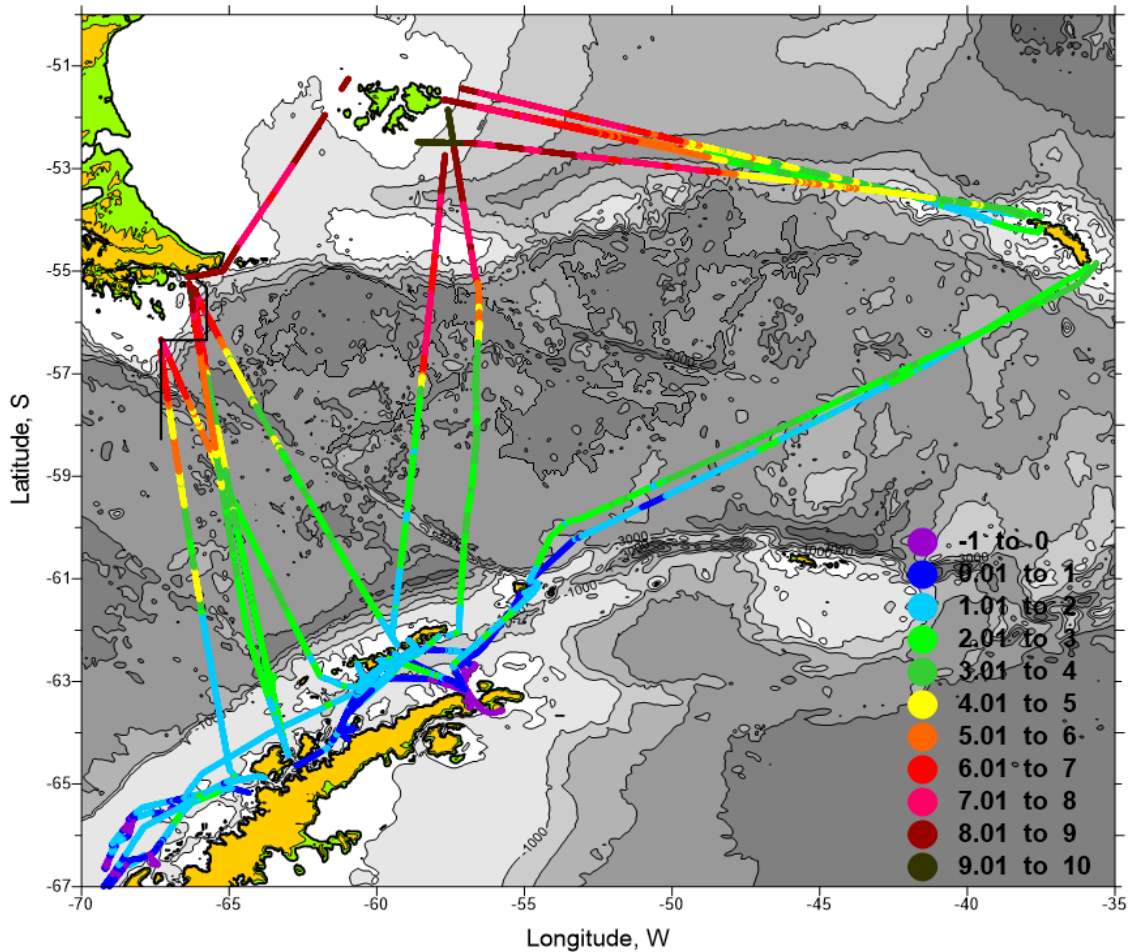 -51
-53
-55
-57
-59
-61
-63
-65
-67
Latitude, S
-1 to 0
0.01 to 1
1.01 to 2
2.01 to 3
3.01 to 4
4.01 to 5
5.01 to 6
6.01 to 7
7.01 to 8
8.01 to 9
9.01 to 10
3000
-1000
-1000
-70
-65
-60
-55
-50
-45
-40
-35
Longitude, W